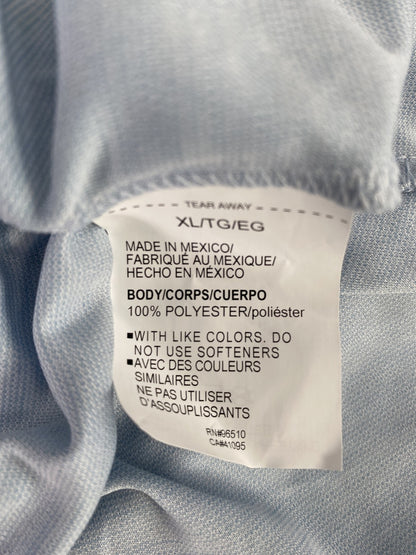 TEAR AWAY
XL/TG/EG
MADE IN MEXICO/
FABRIQUÉ AU MEXIQUE/
HECHO EN MÉXICO
BODY/CORPS/CUERPO
100% POLYESTER/poliéster
▪WITH LIKE COLORS. DO
NOT USE SOFTENERS
▪AVEC DES COULEURS
SIMILAIRES
NE PAS UTILISER
D'ASSOUPLISSANTS
RN#96510
CA#41095